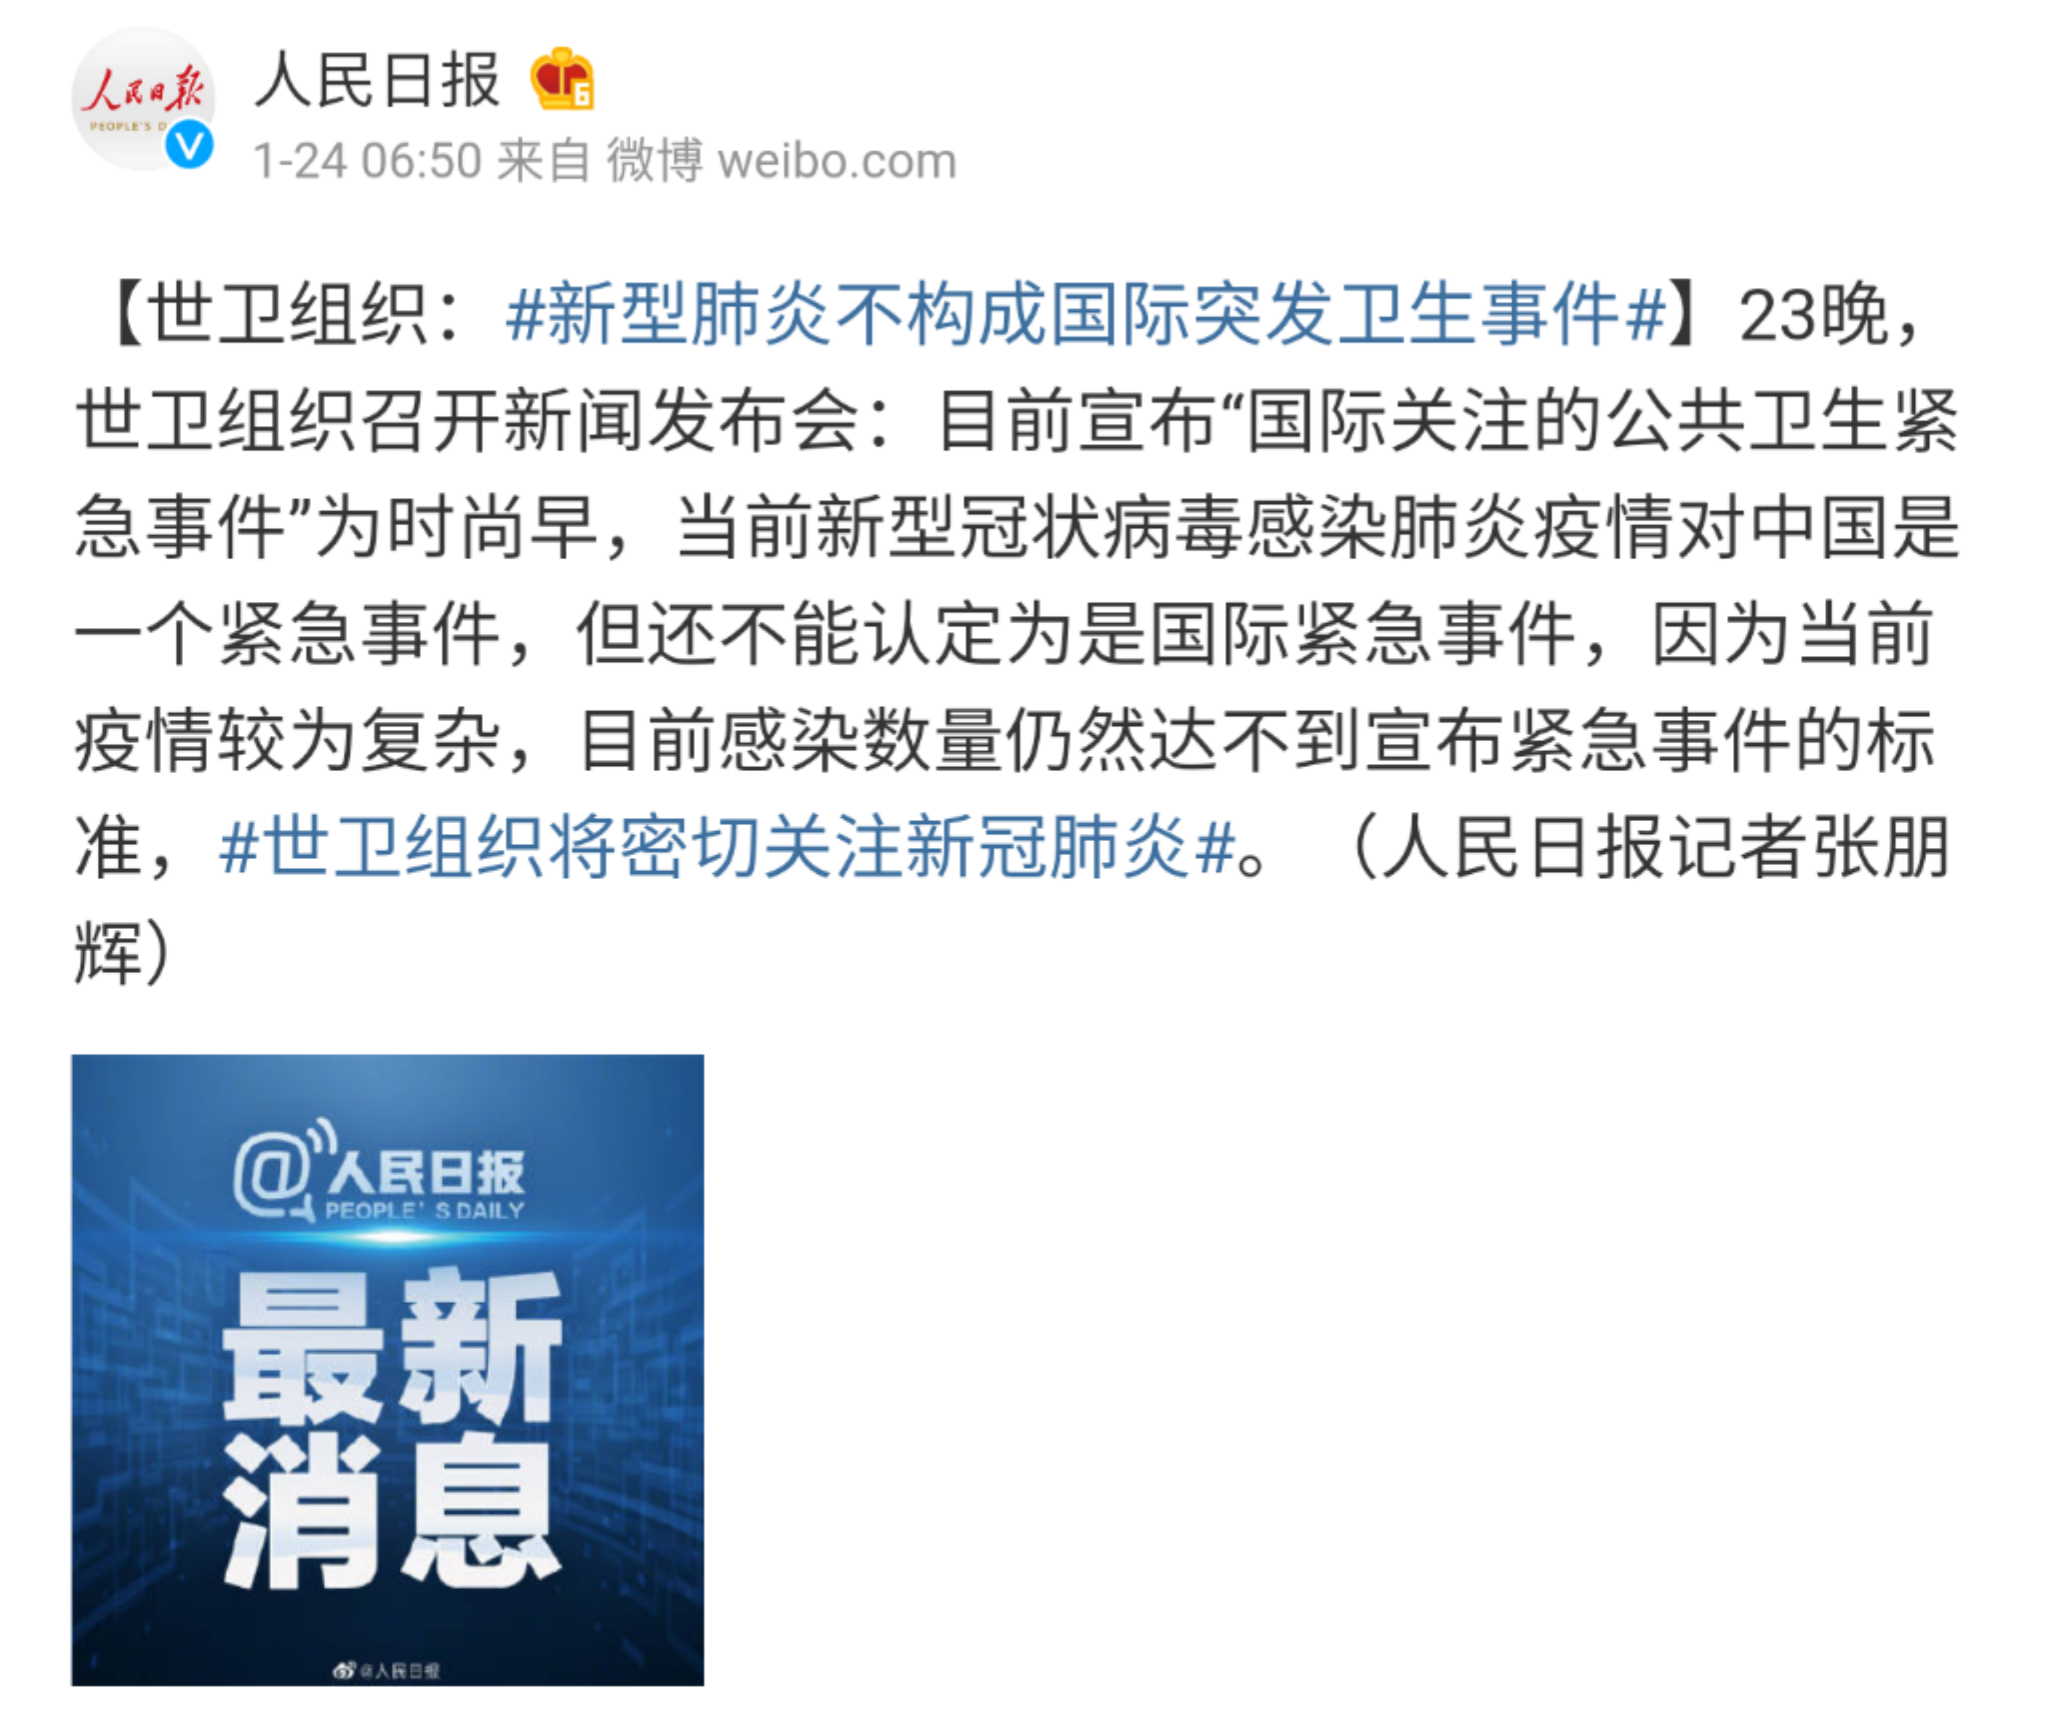 人民日报
PEOPLE'S D
人民日报
6
V
1-24 06:50 来自 微博 weibo.com
【世卫组织：#新型肺炎不构成国际突发卫生事件#】23晚，
世卫组织召开新闻发布会：目前宣布“国际关注的公共卫生紧
急事件”为时尚早，当前新型冠状病毒感染肺炎疫情对中国是
一个紧急事件，但还不能认定为是国际紧急事件，因为当前
疫情较为复杂，目前感染数量仍然达不到宣布紧急事件的标
准，#世卫组织将密切关注新冠肺炎#。（人民日报记者张朋
辉）
@人民日报
PEOPLE' S DAILY
最新
消息
@人民日报